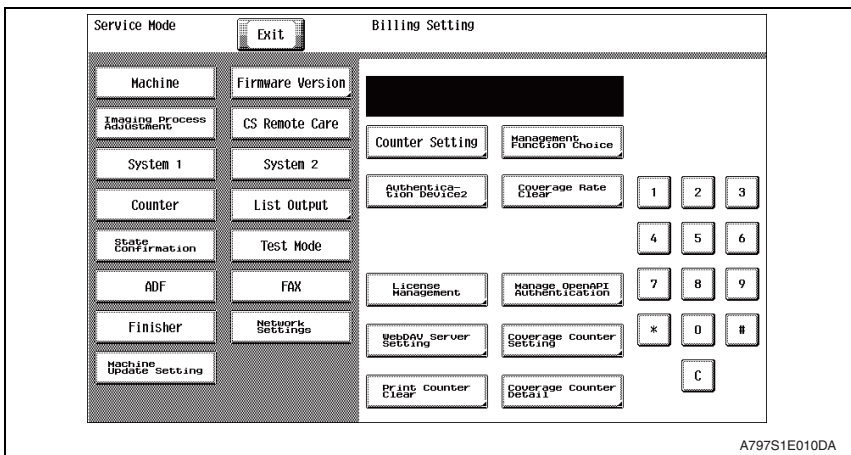 Service Mode
Exit
Billing Setting
Machine
Firmware Version
Imaging Process
Adjustment
CS Remote Care
System 1
System 2
Counter
List Output
State
Confirmation
Test Mode
ADF
FAX
Finisher
Network
Settings
Machine
Update Setting
Counter Setting
Management
Function Choice
Authentica-
tion Device2
Coverage Rate
Clear
License
Management
Manage OpenAPI
Authentication
WebDAV Server
Setting
Coverage Counter
Setting
Print Counter
Clear
Coverage Counter
Detail
1 2 3
4 5 6
7 8 9
* 0 #
C
A797S1E010DA